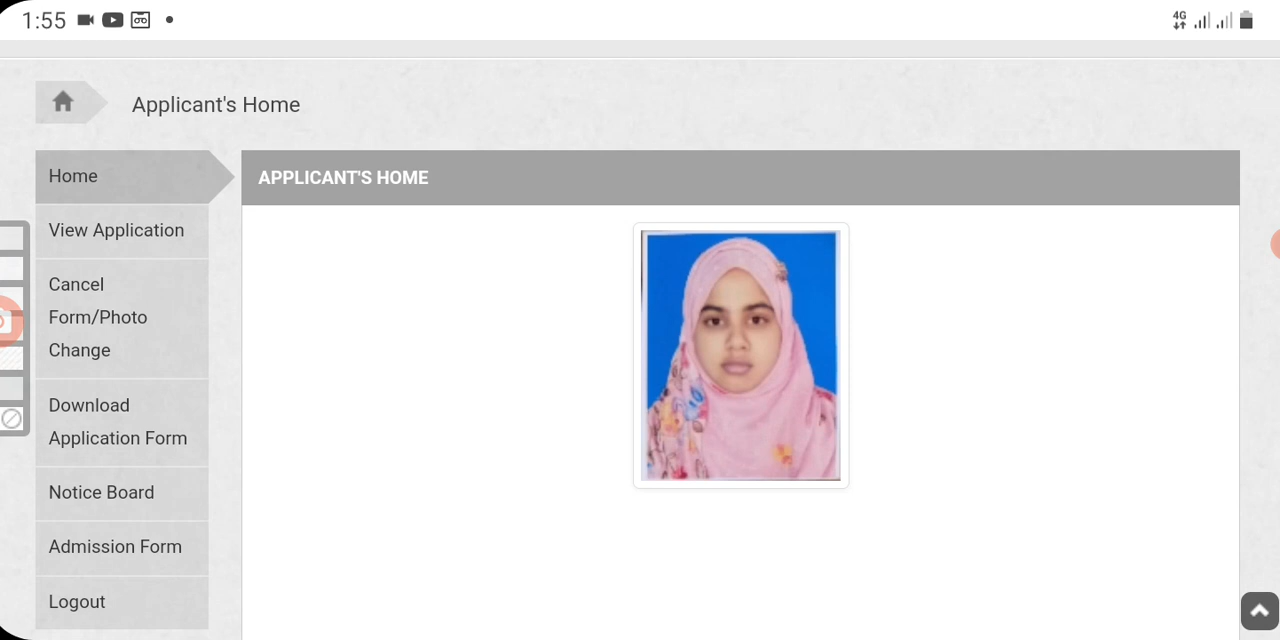 1:55
4G
Applicant's Home
Home
APPLICANT'S HOME
View Application
Cancel
Form/Photo
Change
Download
Application Form
Notice Board
Admission Form
Logout